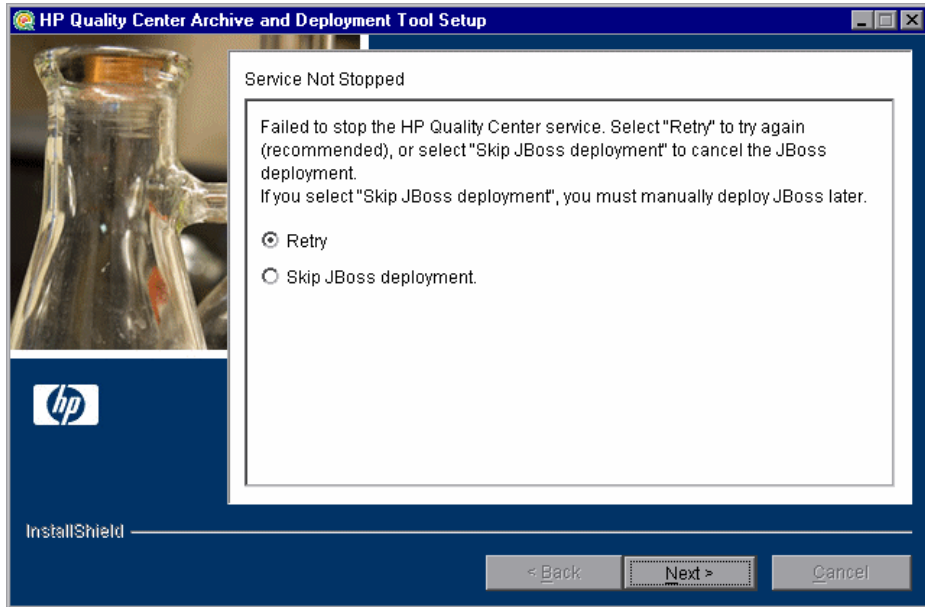 HP Quality Center Archive and Deployment Tool Setup
Service Not Stopped
Failed to stop the HP Quality Center service. Select "Retry" to try again
(recommended), or select "Skip JBoss deployment" to cancel the JBoss
deployment.
If you select "Skip JBoss deployment", you must manually deploy JBoss later.
Retry
Skip JBoss deployment.
hp
InstallShield
< Back
Next >
Cancel